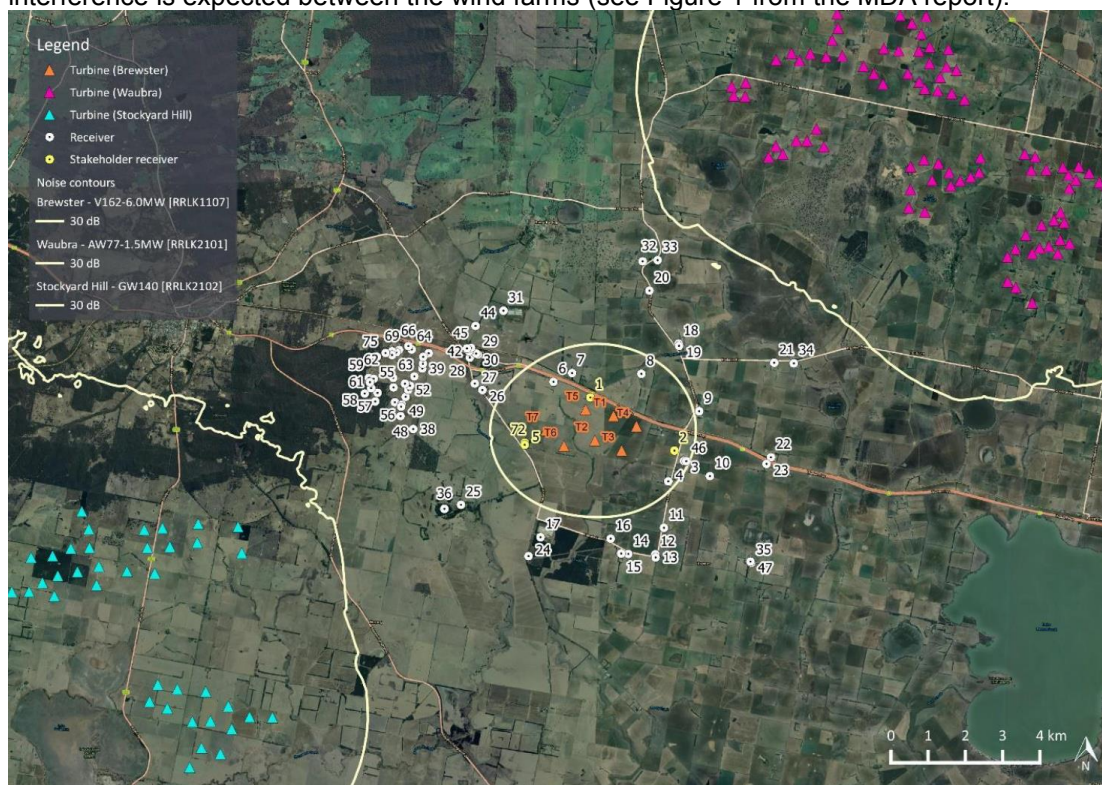 interference is expected between the wind farms (see Figure 1 from the MDA report).
Legend
Turbine (Brewster)
Turbine (Waubra)
Turbine (Stockyard Hill)
Receiver
Stakeholder receiver
Noise contours
Brewster - V162-6.0MW [RRLK1107]
30 dB
Waubra - AW77-1.5MW [RRLK2101]
30 dB
Stockyard Hill - GW140 [RRLK2102]
30 dB
32 33
20
31
44
18
19
75 69 66 64
45 29
42 30
28
21 34
62
59 55 63 39
61 52
58 57 56 49
48 38
27
26
7
6
8
1
9
T5 T1
T4
T7
T2
T6
T3
72 5
2
46
3
4
10
22
23
36 25
17
24
16
14
15
11
12
13
35
47
0 1 2 3 4 km
N